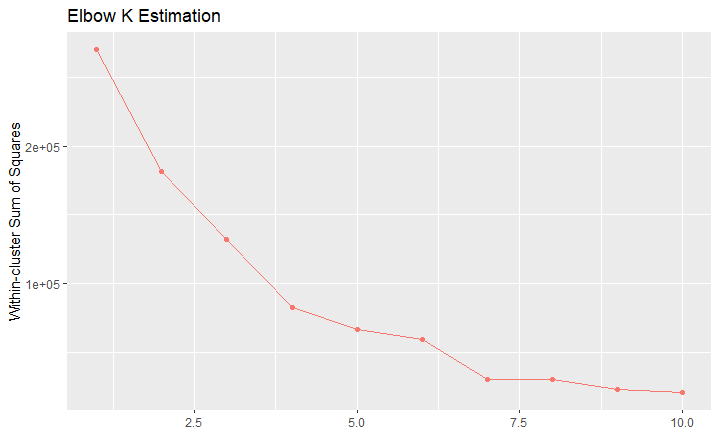 Elbow K Estimation
Within-cluster Sum of Squares
2e+05
1e+05
2.5 5.0 7.5 10.0